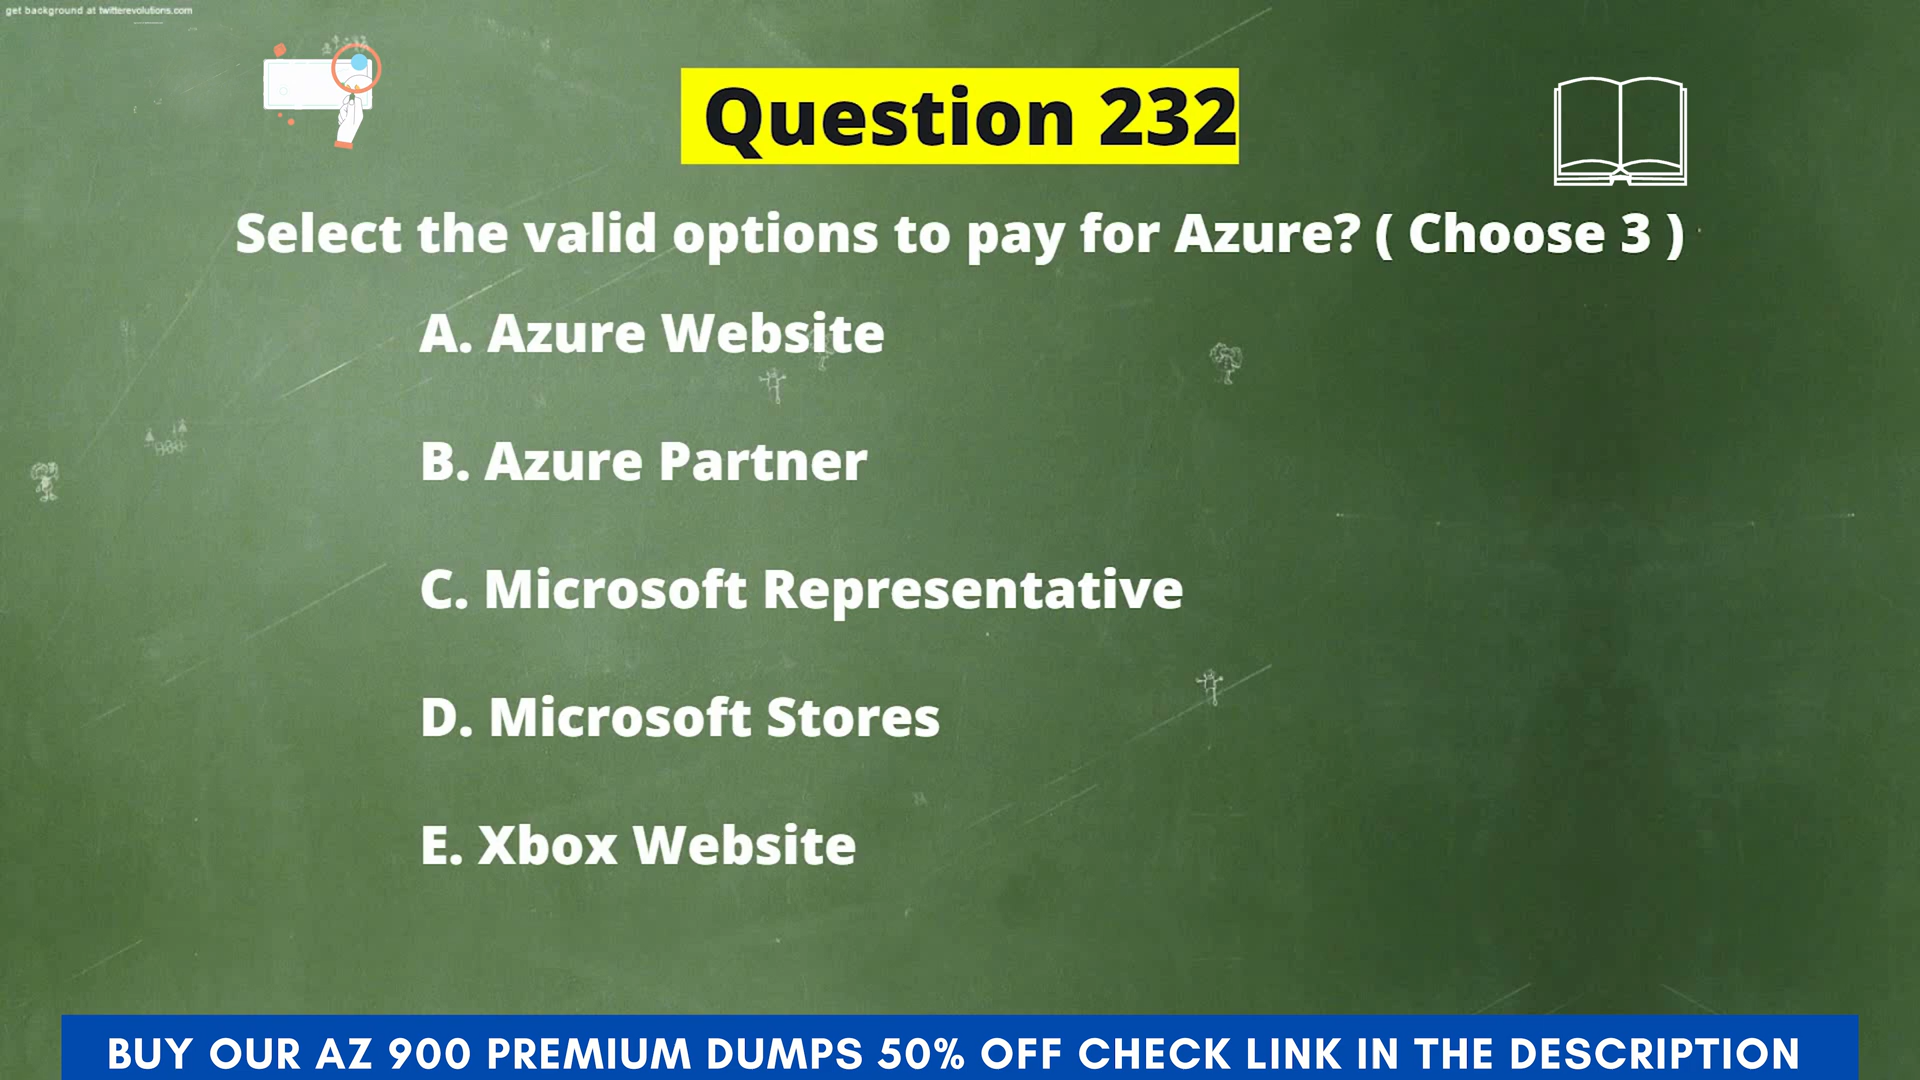 get background at twitterevolutions.com
Question 232
Select the valid options to pay for Azure? ( Choose 3 )
A. Azure Website
B. Azure Partner
C. Microsoft Representative
D. Microsoft Stores
E. Xbox Website
BUY OUR AZ 900 PREMIUM DUMPS 50% OFF CHECK LINK IN THE DESCRIPTION